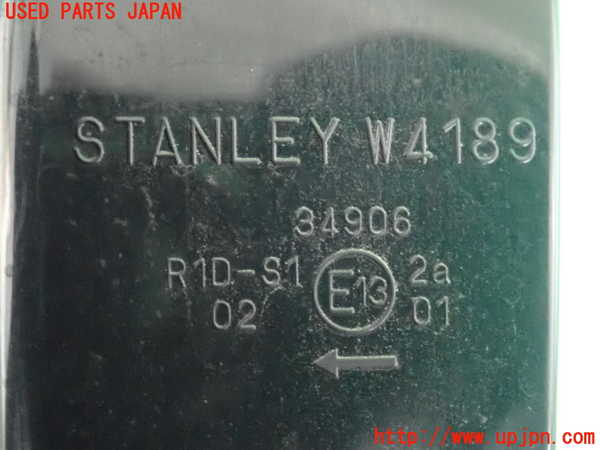 USED PARTS JAPAN
STANLEY W4189
34906
R1D-S1 E13 2a
02 01
←
http://www.upjpn.com